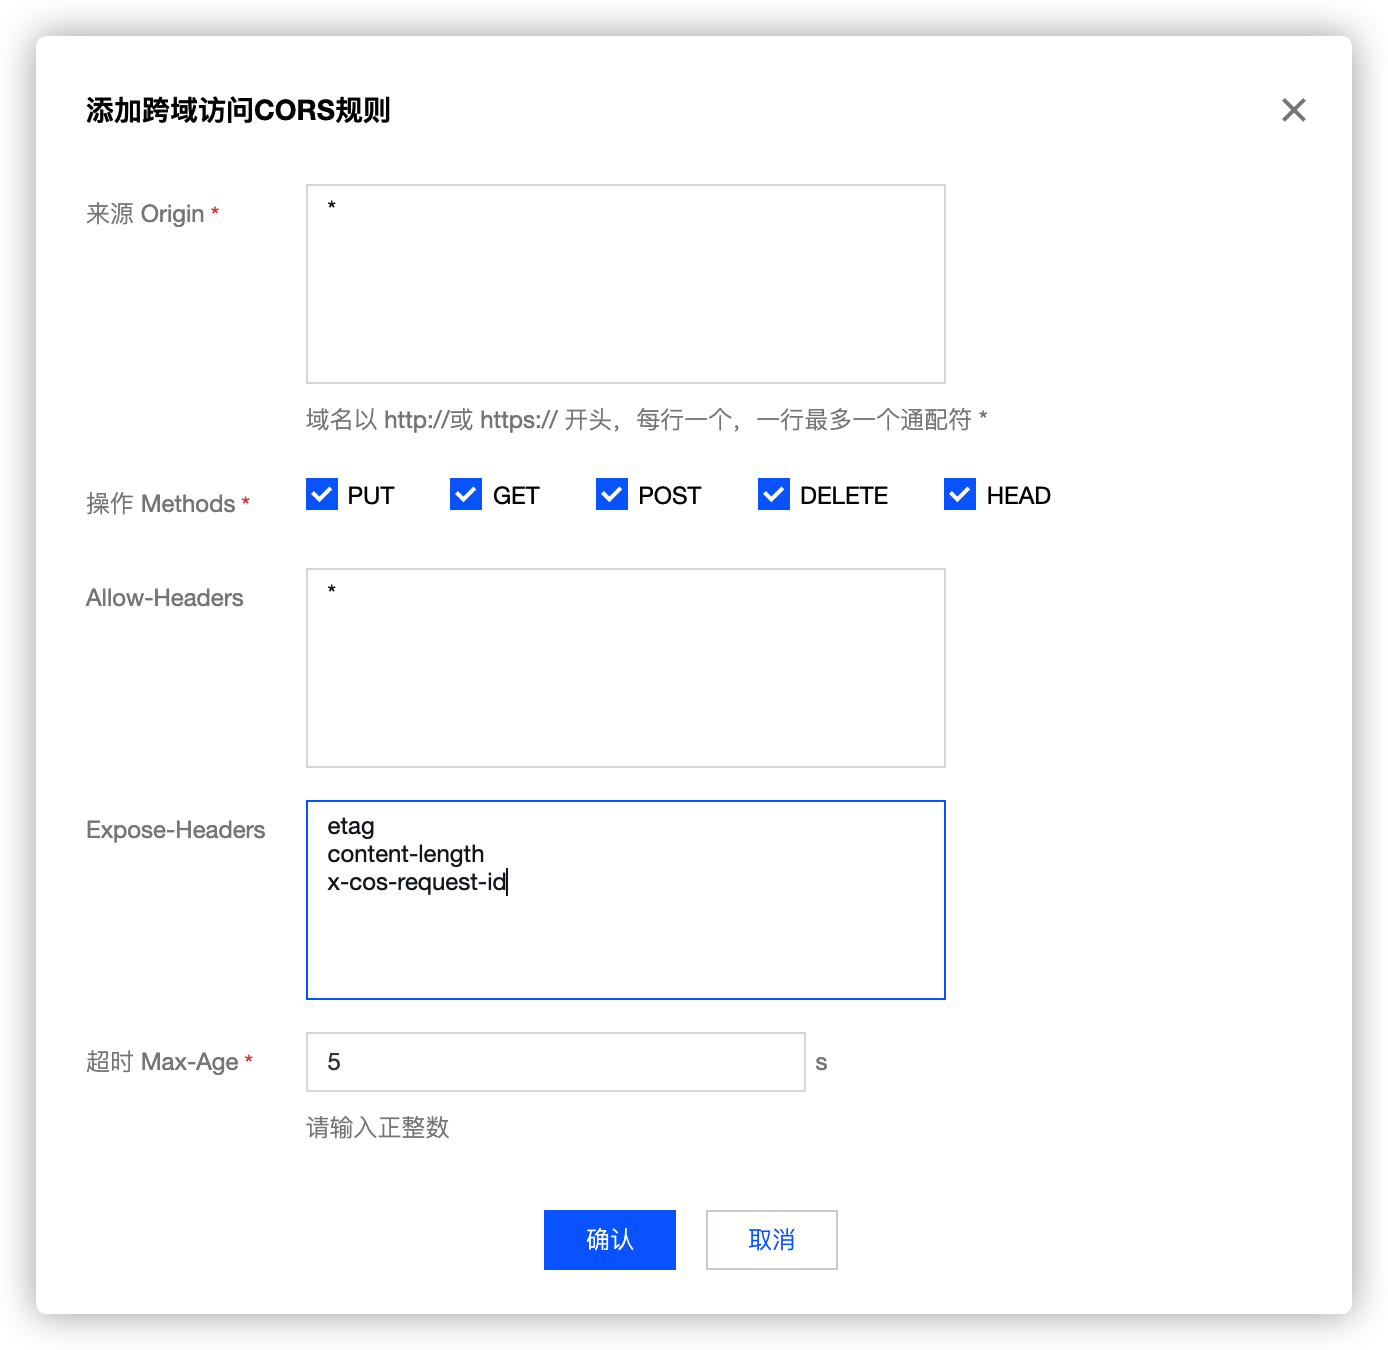 添加跨域访问CORS规则
来源 Origin *
*
域名以 http://或 https:// 开头，每行一个，一行最多一个通配符 *
操作 Methods * PUT GET POST DELETE HEAD
Allow-Headers
*
Expose-Headers
etag
content-length
x-cos-request-id
超时 Max-Age * 5 s
请输入正整数
确认 取消